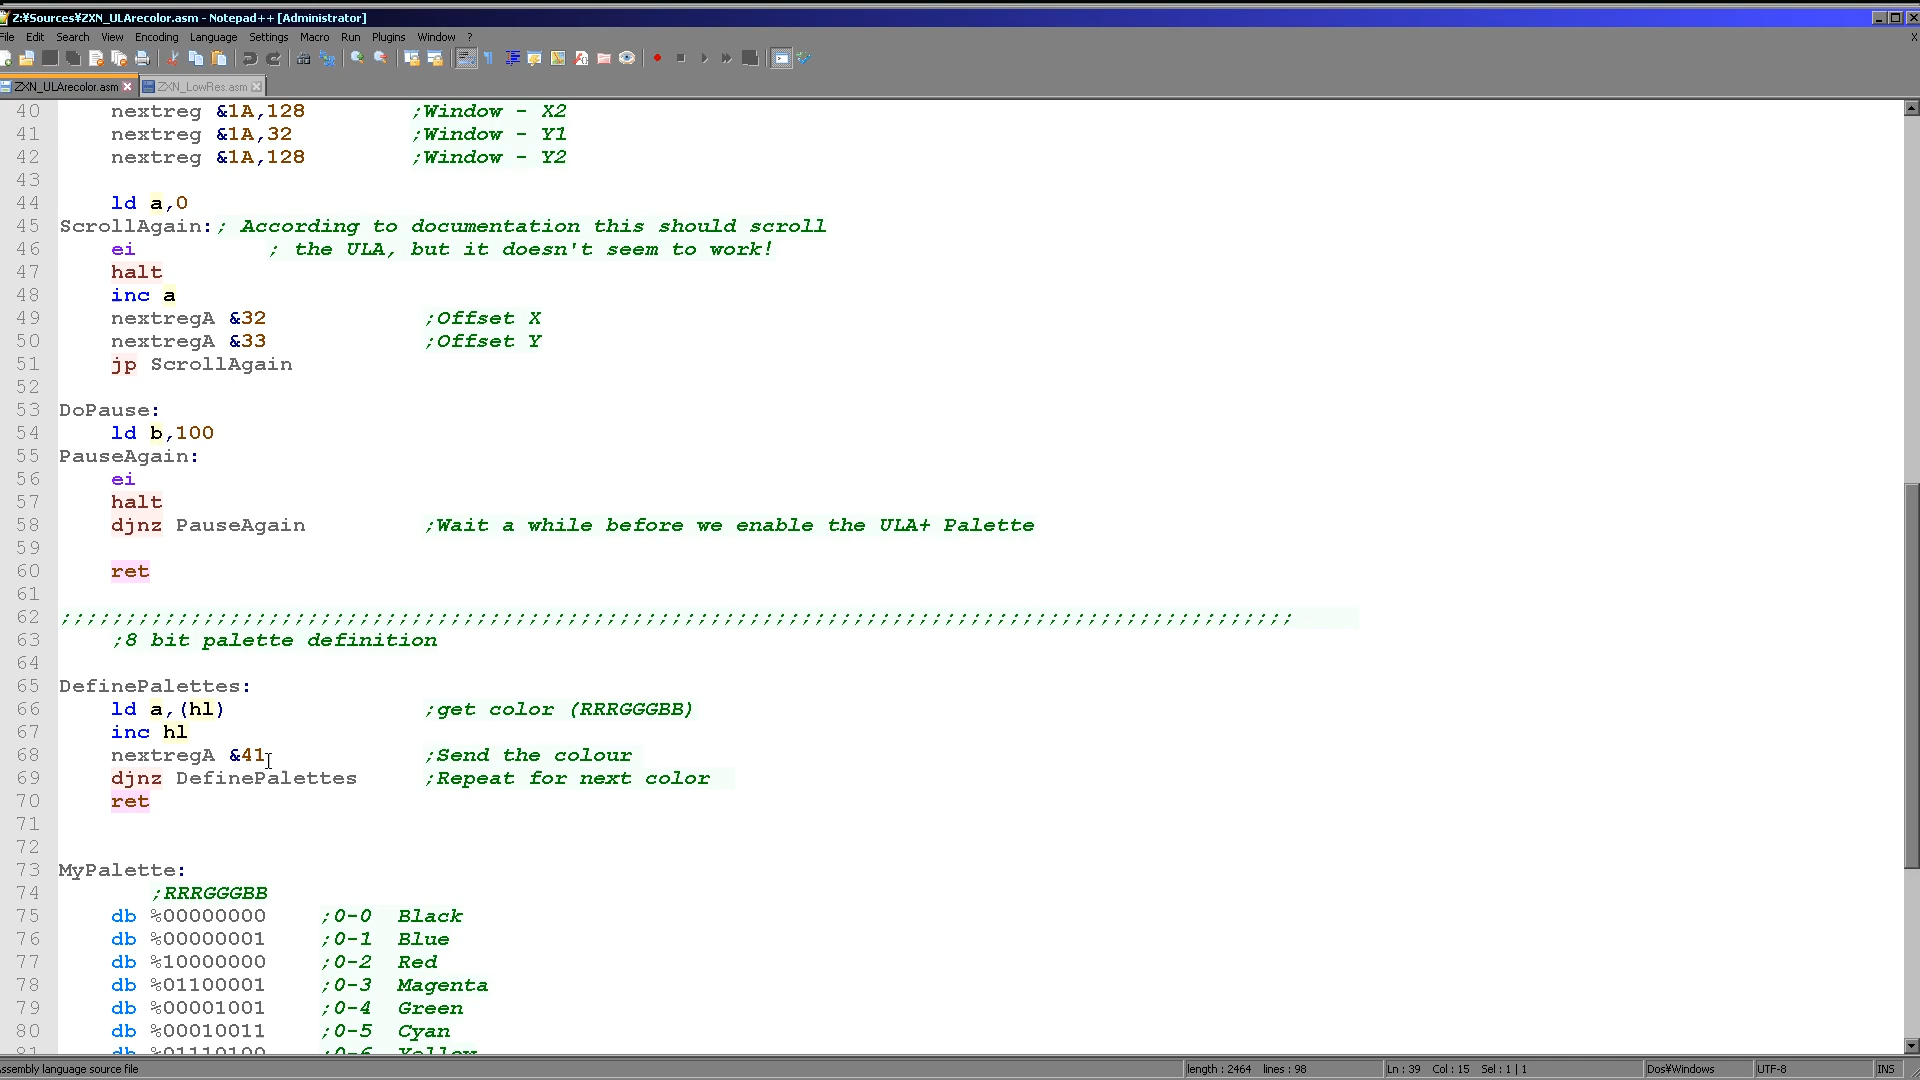 Z:¥Sources¥ZXN_ULArecolor.asm - Notepad++ [Administrator]
File Edit Search View Encoding Language Settings Macro Run Plugins Window ?
ZXN_ULArecolor.asm ZXN_LowRes.asm
40 nextreg &1A,128 ;Window - X2
41 nextreg &1A,32 ;Window - Y1
42 nextreg &1A,128 ;Window - Y2
43
44 ld a,0
45 ScrollAgain:; According to documentation this should scroll
46 ei ; the ULA, but it doesn't seem to work!
47 halt
48 inc a
49 nextregA &32 ;Offset X
50 nextregA &33 ;Offset Y
51 jp ScrollAgain
52
53 DoPause:
54 ld b,100
55 PauseAgain:
56 ei
57 halt
58 djnz PauseAgain ;Wait a while before we enable the ULA+ Palette
59
60 ret
61
62 ;;;;;;;;;;;;;;;;;;;;;;;;;;;;;;;;;;;;;;;;;;;;;;;;;;;;;;;;;;;;;;;;;;;;;;;;;;;;;;;;;;;;;;;;;;;;;;;
63 ;8 bit palette definition
64
65 DefinePalettes:
66 ld a,(hl) ;get color (RRRGGGBB)
67 inc hl
68 nextregA &41 ;Send the colour
69 djnz DefinePalettes ;Repeat for next color
70 ret
71
72
73 MyPalette:
74 ;RRRGGGBB
75 db %00000000 ;0-0 Black
76 db %00000001 ;0-1 Blue
77 db %10000000 ;0-2 Red
78 db %01100001 ;0-3 Magenta
79 db %00001001 ;0-4 Green
80 db %00010011 ;0-5 Cyan
81 db %01110100 ;0-6 Yellow
ssembly language source file length : 2464 lines : 98 Ln : 39 Col : 15 Sel : 1 | 1 Dos¥Windows UTF-8 INS